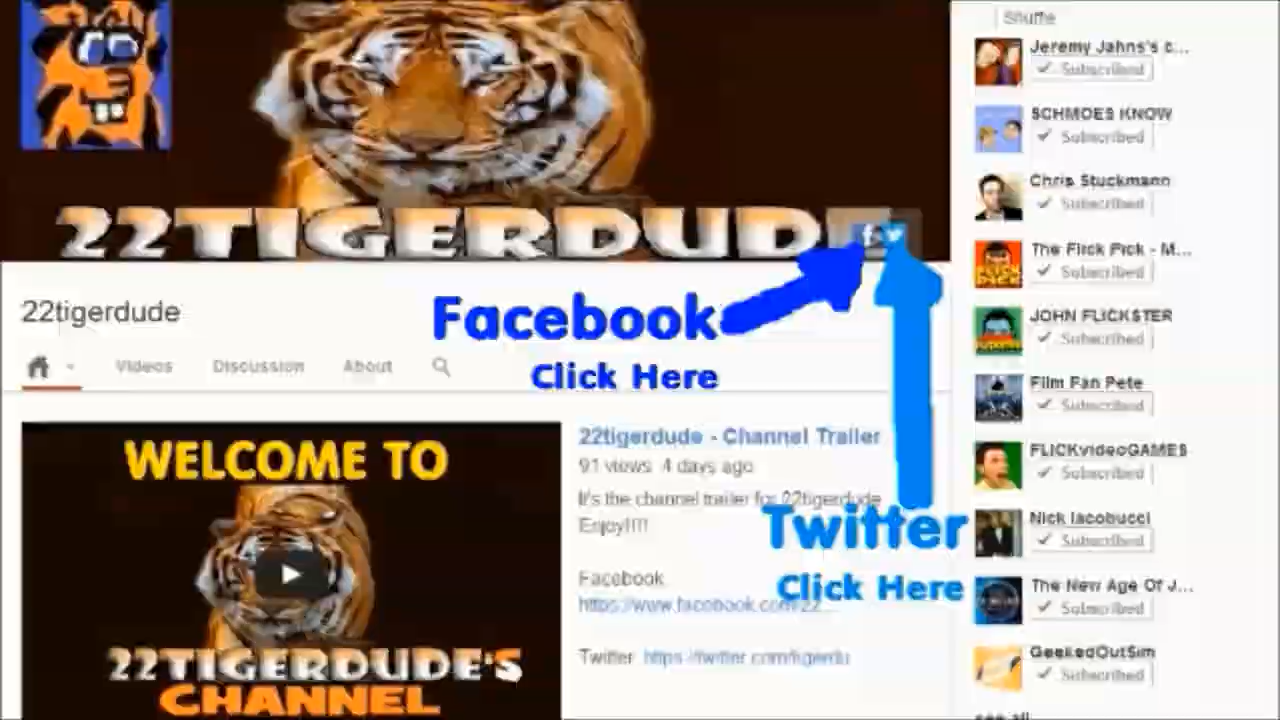 22TIGERDUDE
22tigerdude
Videos Discussion About
Facebook
Click Here
WELCOME TO
22TIGERDUDE'S
CHANNEL
22tigerdude - Channel Trailer
91 views 4 days ago
It's the channel trailer for 22tigerdude
Enjoy!!!!
Facebook
https://www.facebook.com/22...
Twitter https://twitter.com/tigerdu
Twitter
Click Here
Shuffle
Jeremy Jahns's c...
Subscribed
SCHMOES KNOW
Subscribed
Chris Stuckmann
Subscribed
The Flick Pick - M...
Subscribed
JOHN FLICKSTER
Subscribed
Film Fan Pete
Subscribed
FLICKvideoGAMES
Subscribed
Nick Iacobucci
Subscribed
The New Age Of J...
Subscribed
GeekedOutSim
Subscribed
see all